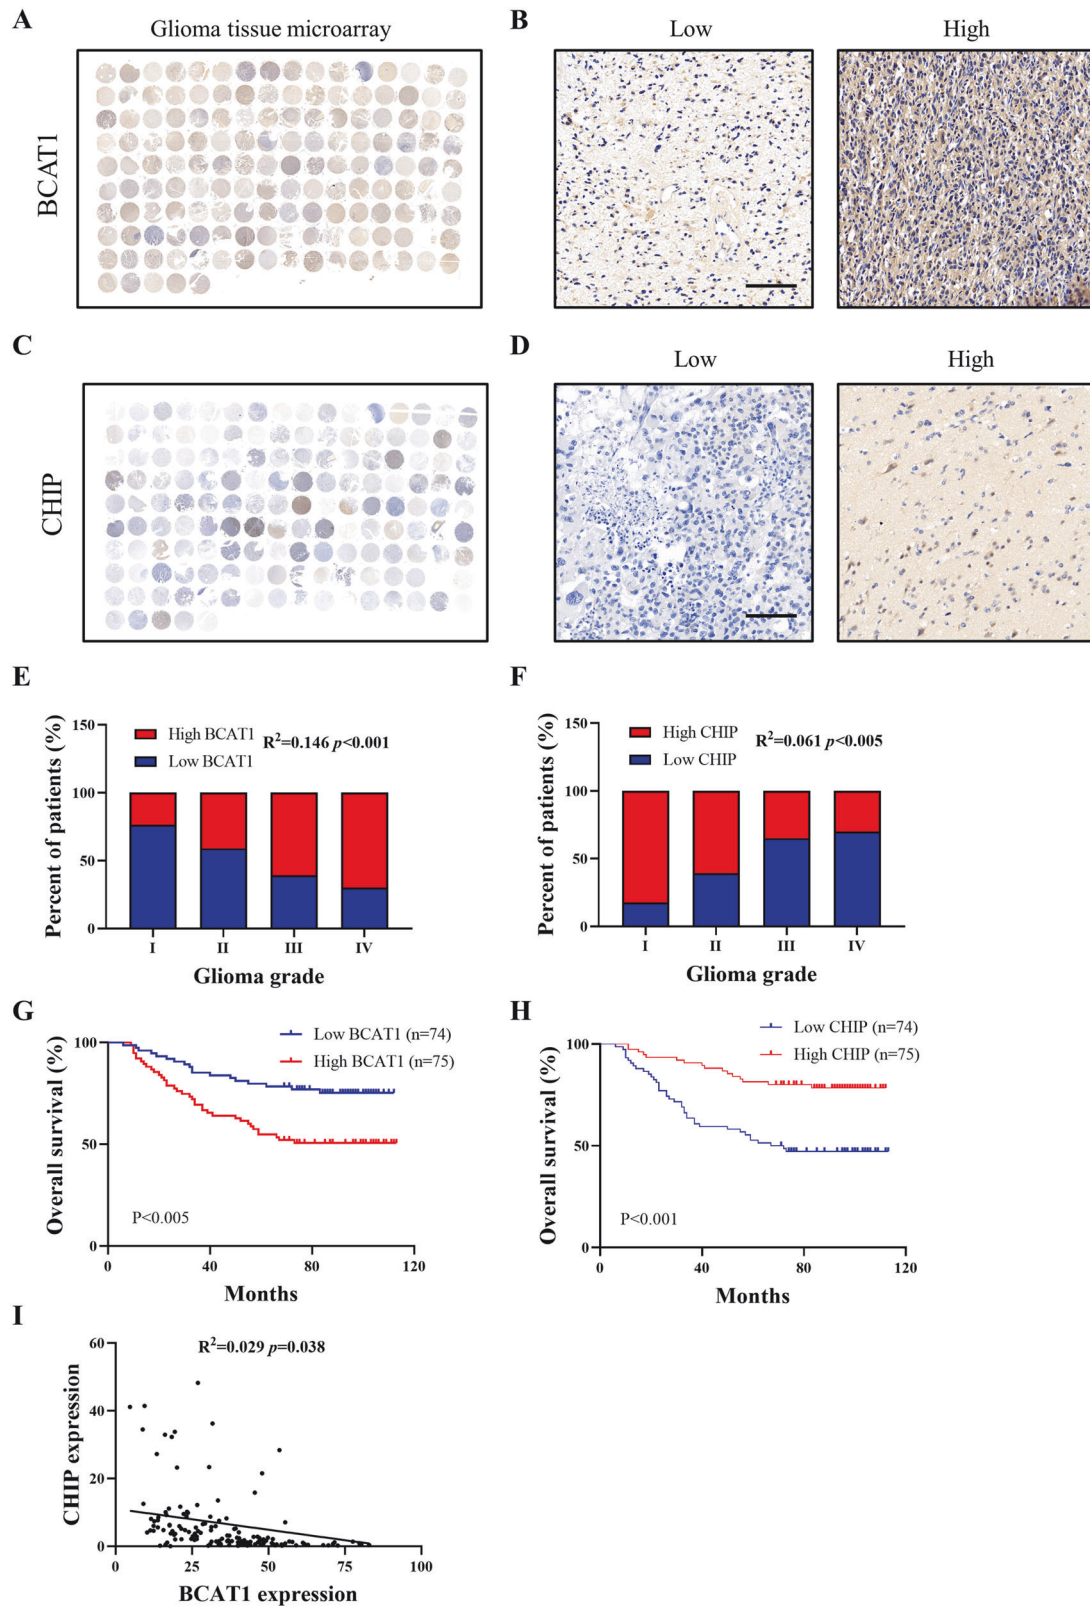 A
Glioma tissue microarray
BCAT1
B
Low
High
C
CHIP
D
Low
High
E
High BCAT1
Low BCAT1
R²=0.146 p<0.001
Percent of patients (%)
150
100
50
0
I II III IV
Glioma grade
F
High CHIP
Low CHIP
R²=0.061 p<0.005
Percent of patients (%)
150
100
50
0
I II III IV
Glioma grade
G
Low BCAT1 (n=74)
High BCAT1 (n=75)
Overall survival (%)
100
50
0
P<0.005
0 40 80 120
Months
H
Low CHIP (n=74)
High CHIP (n=75)
Overall survival (%)
100
50
0
P<0.001
0 40 80 120
Months
I
R²=0.029 p=0.038
CHIP expression
60
40
20
0
0 25 50 75 100
BCAT1 expression